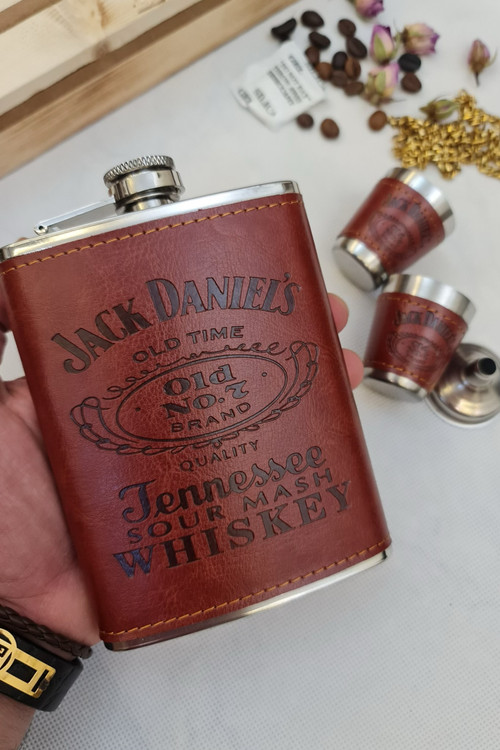 JACK DANIEL'S
OLD TIME
Old
No. 7
BRAND
QUALITY
Tennessee
SOUR MASH
WHISKEY